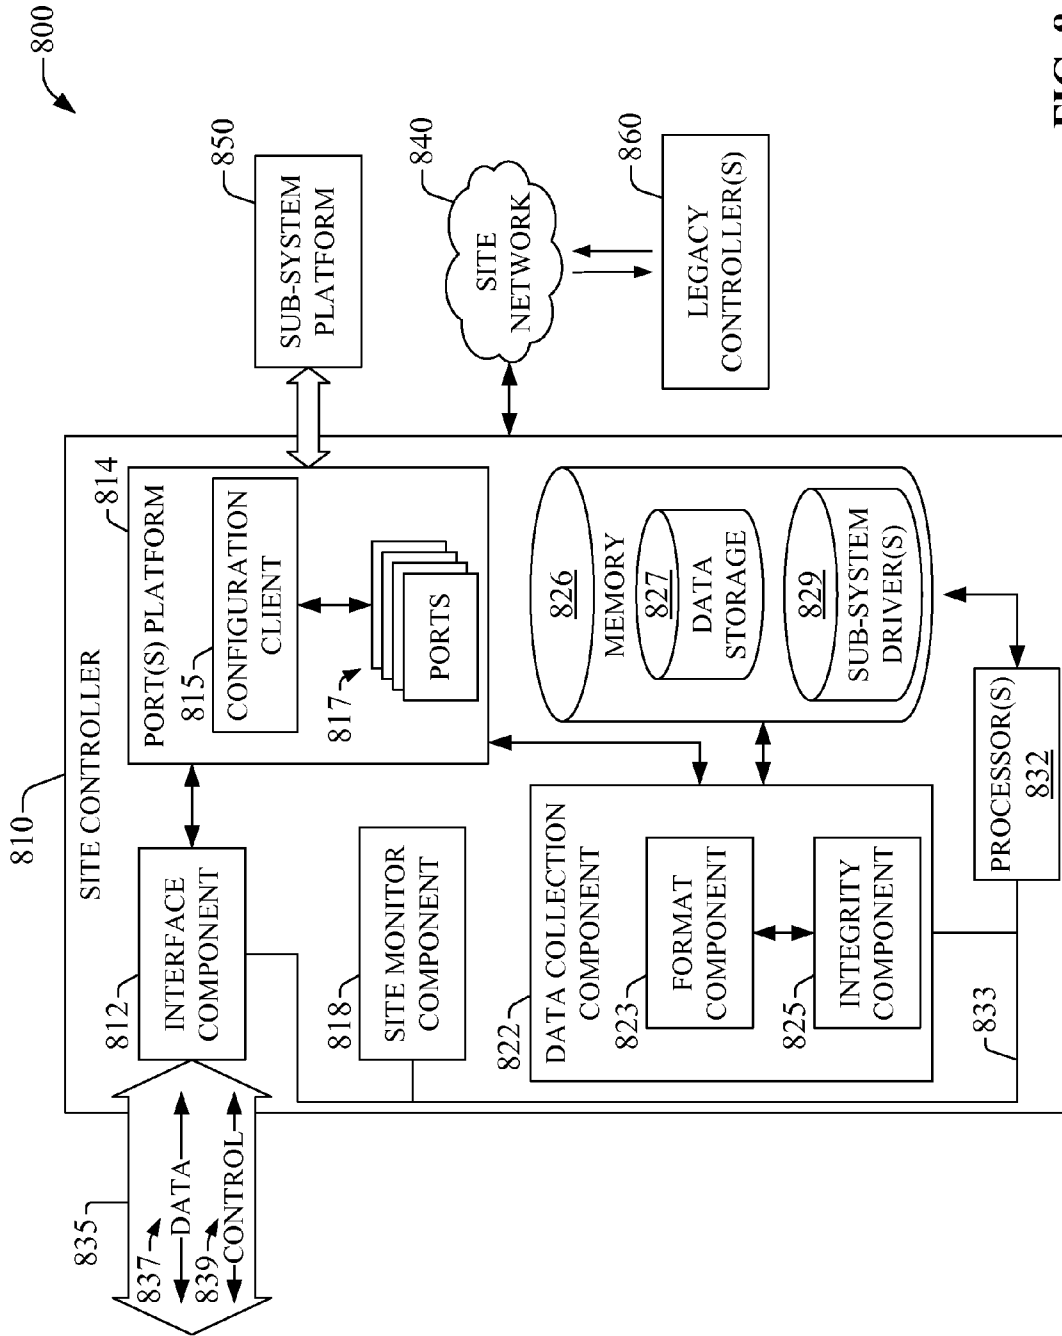 800
810
SITE CONTROLLER
835
837
DATA
839
CONTROL
812
INTERFACE
COMPONENT
814
PORT(S) PLATFORM
815
CONFIGURATION
CLIENT
817
PORTS
850
SUB-SYSTEM
PLATFORM
840
SITE
NETWORK
860
LEGACY
CONTROLLER(S)
818
SITE MONITOR
COMPONENT
822
DATA COLLECTION
COMPONENT
823
FORMAT
COMPONENT
825
INTEGRITY
COMPONENT
826
MEMORY
827
DATA
STORAGE
829
SUB-SYSTEM
DRIVER(S)
PROCESSOR(S)
832
833